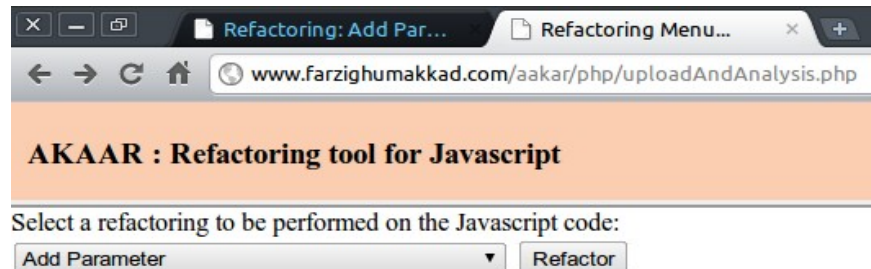 Refactoring: Add Par...
Refactoring Menu...
www.farzighumakkad.com/aakar/php/uploadAndAnalysis.php
AKAAR : Refactoring tool for Javascript
Select a refactoring to be performed on the Javascript code:
Add Parameter
Refactor